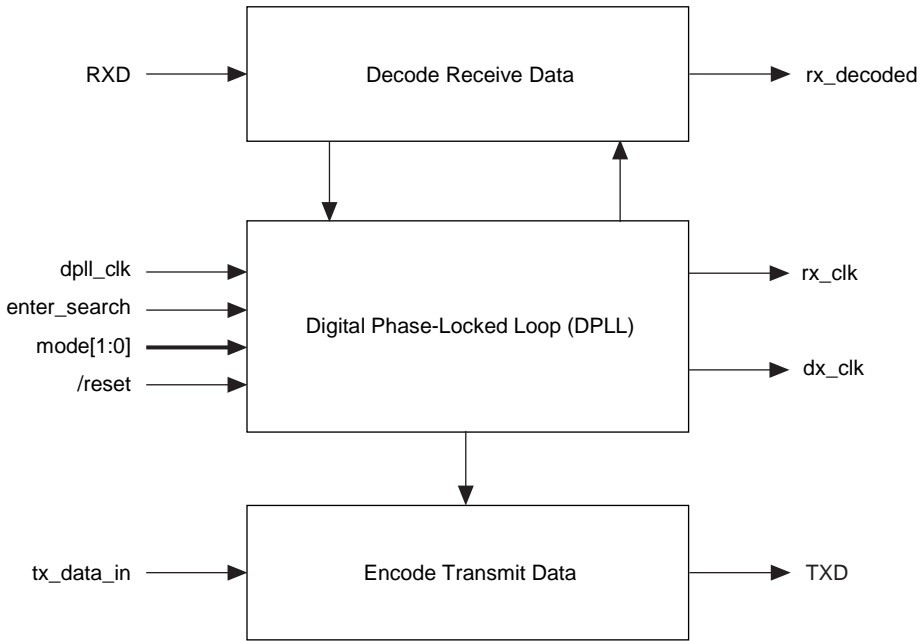 RXD
Decode Receive Data
rx_decoded
dpll_clk
enter_search
mode[1:0]
/reset
Digital Phase-Locked Loop (DPLL)
rx_clk
dx_clk
tx_data_in
Encode Transmit Data
TXD